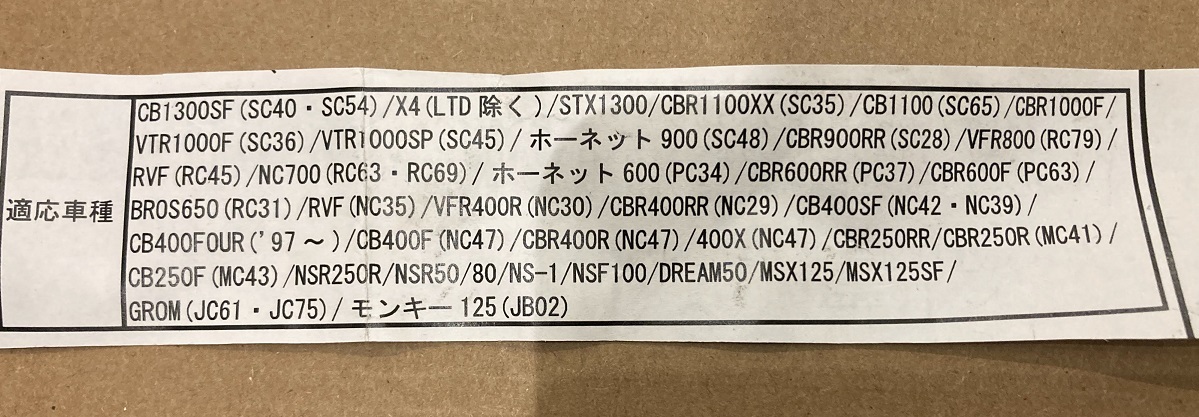 適応車種
CB1300SF(SC40・SC54)/X4(LTD除く)/STX1300/CBR1100XX(SC35)/CB1100(SC65)/CBR1000F/
VTR1000F(SC36)/VTR1000SP(SC45)/ホーネット900(SC48)/CBR900RR(SC28)/VFR800(RC79)/
RVF(RC45)/NC700(RC63・RC69)/ホーネット600(PC34)/CBR600RR(PC37)/CBR600F(PC63)/
BROS650(RC31)/RVF(NC35)/VFR400R(NC30)/CBR400RR(NC29)/CB400SF(NC42・NC39)/
CB400FOUR('97～)/CB400F(NC47)/CBR400R(NC47)/400X(NC47)/CBR250RR/CBR250R(MC41)/
CB250F(MC43)/NSR250R/NSR50/80/NS-1/NSF100/DREAM50/MSX125/MSX125SF/
GROM(JC61・JC75)/モンキー125(JB02)